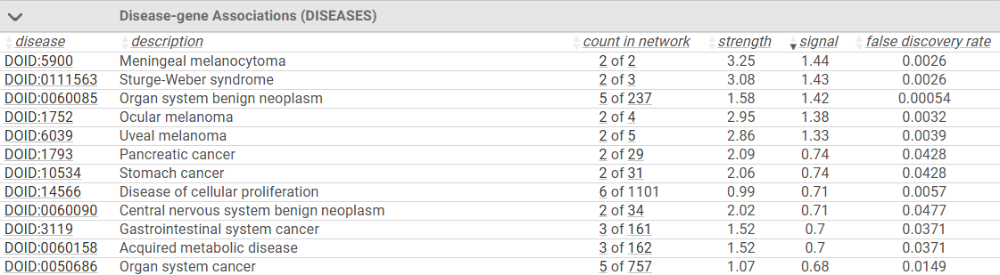 Disease-gene Associations (DISEASES)
disease description count in network strength signal false discovery rate
DOID:5900 Meningeal melanocytoma 2 of 2 3.25 1.44 0.0026
DOID:0111563 Sturge-Weber syndrome 2 of 3 3.08 1.43 0.0026
DOID:0060085 Organ system benign neoplasm 5 of 237 1.58 1.42 0.00054
DOID:1752 Ocular melanoma 2 of 4 2.95 1.38 0.0032
DOID:6039 Uveal melanoma 2 of 5 2.86 1.33 0.0039
DOID:1793 Pancreatic cancer 2 of 29 2.09 0.74 0.0428
DOID:10534 Stomach cancer 2 of 31 2.06 0.74 0.0428
DOID:14566 Disease of cellular proliferation 6 of 1101 0.99 0.71 0.0057
DOID:0060090 Central nervous system benign neoplasm 2 of 34 2.02 0.71 0.0477
DOID:3119 Gastrointestinal system cancer 3 of 161 1.52 0.7 0.0371
DOID:0060158 Acquired metabolic disease 3 of 162 1.52 0.7 0.0371
DOID:0050686 Organ system cancer 5 of 757 1.07 0.68 0.0149